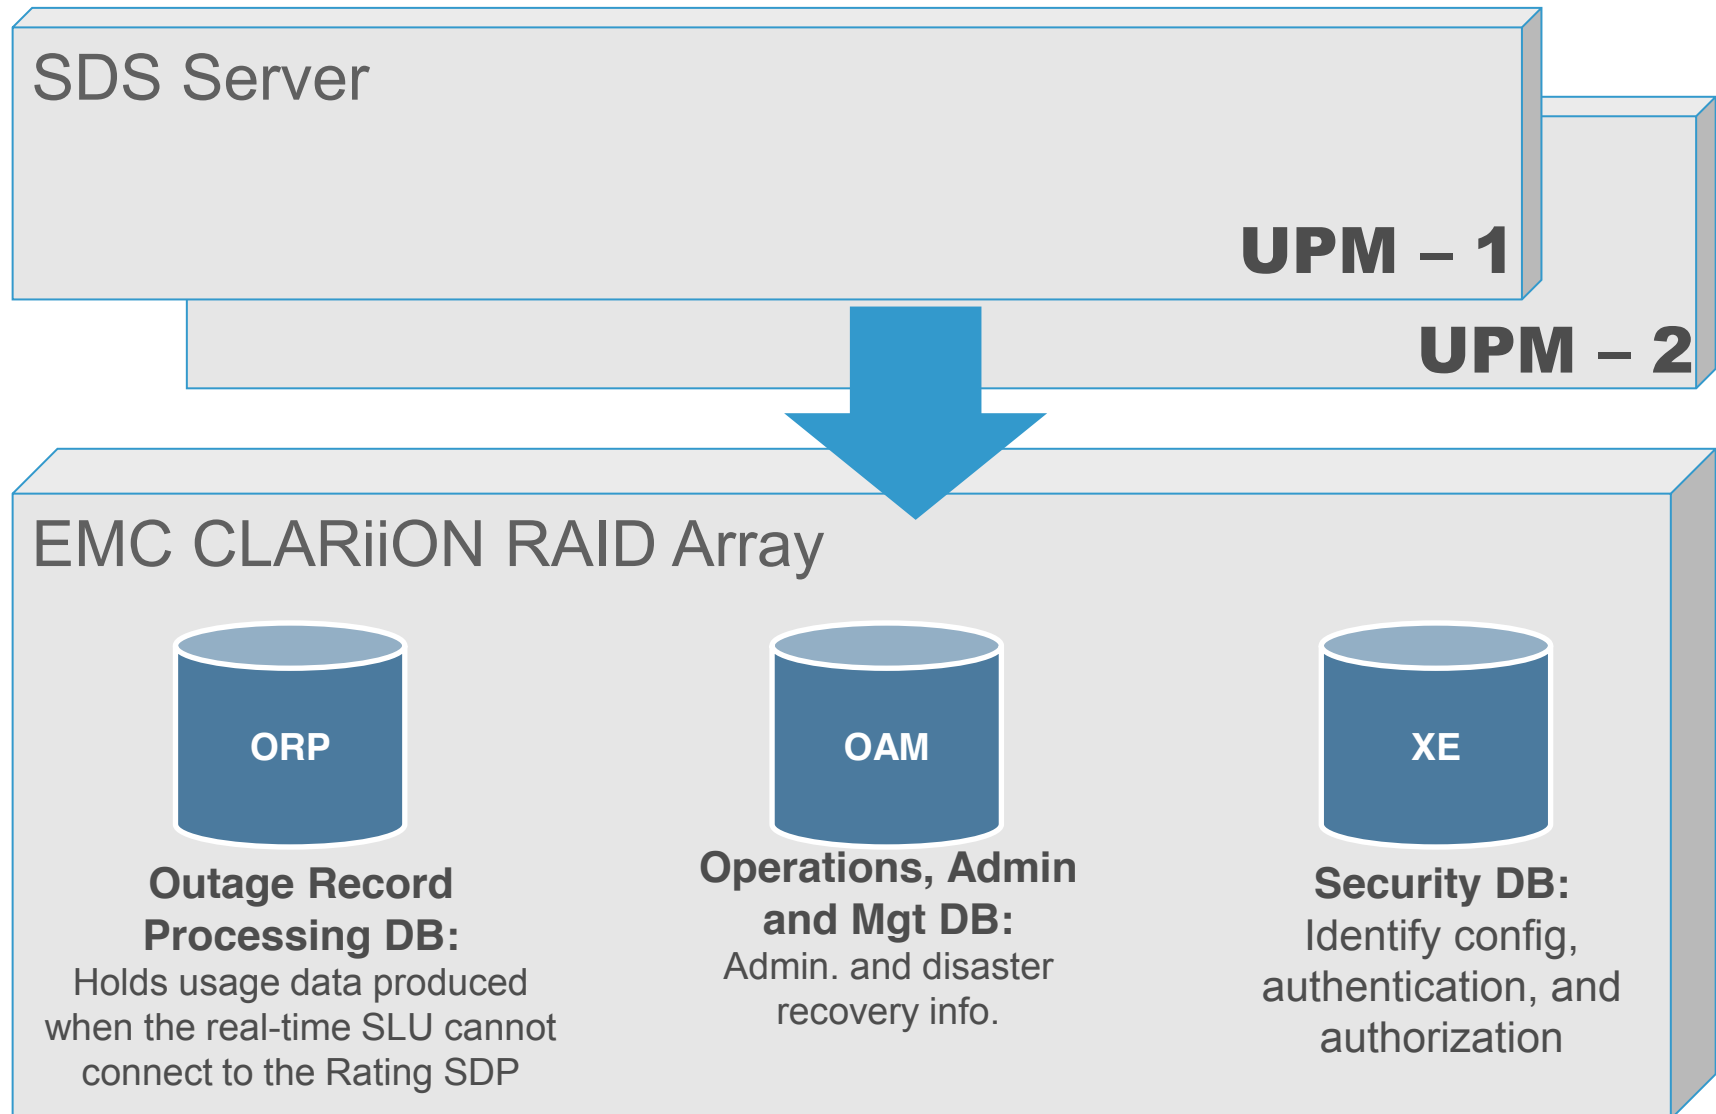 SDS Server
UPM – 1
UPM – 2
EMC CLARiiON RAID Array
ORP
Outage Record
Processing DB:
Holds usage data produced
when the real-time SLU cannot
connect to the Rating SDP
OAM
Operations, Admin
and Mgt DB:
Admin. and disaster
recovery info.
XE
Security DB:
Identify config,
authentication, and
authorization